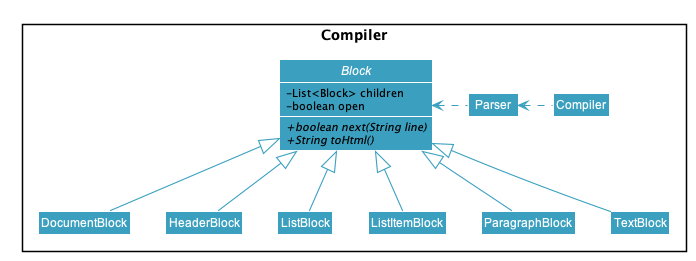 Compiler
Block
-List<Block> children
-boolean open
+boolean next(String line)
+String toHtml()
Parser
Compiler
DocumentBlock
HeaderBlock
ListBlock
ListItemBlock
ParagraphBlock
TextBlock